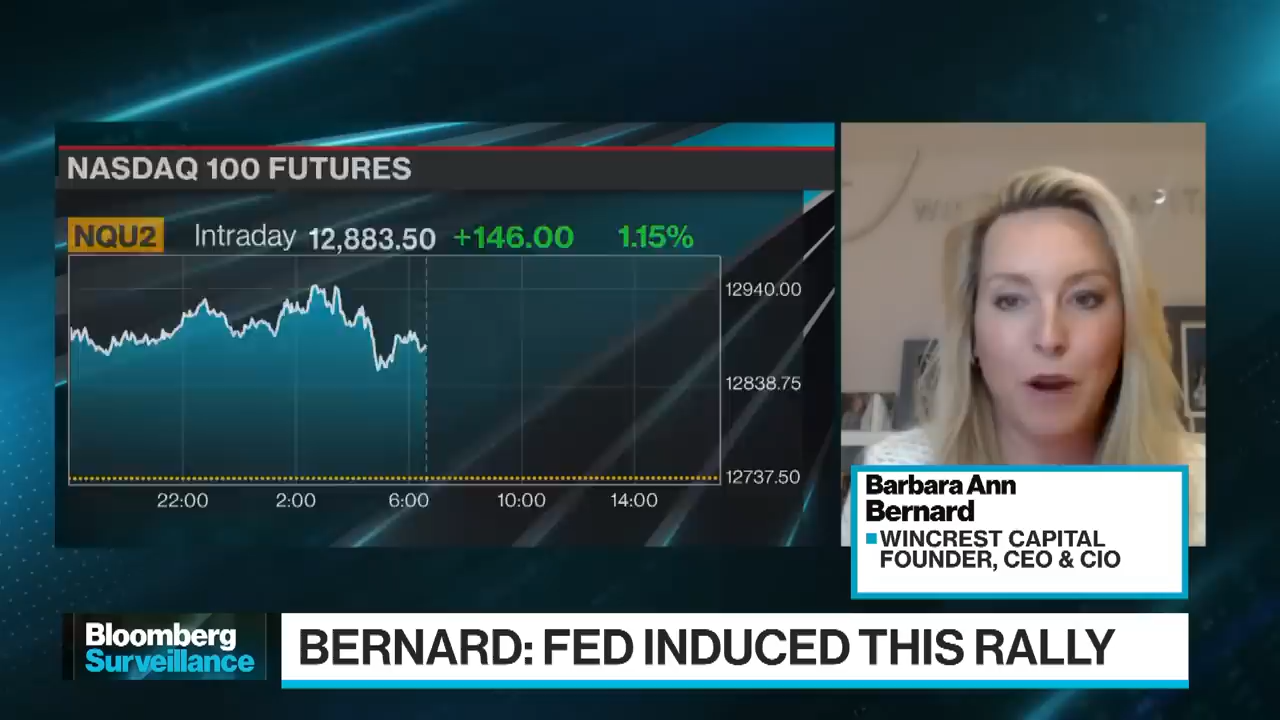 NASDAQ 100 FUTURES
NQU2 Intraday 12,883.50 +146.00 1.15%
12940.00
12838.75
12737.50
22:00 2:00 6:00 10:00 14:00
Barbara Ann
Bernard
WINCREST CAPITAL
FOUNDER, CEO & CIO
Bloomberg
Surveillance
BERNARD: FED INDUCED THIS RALLY